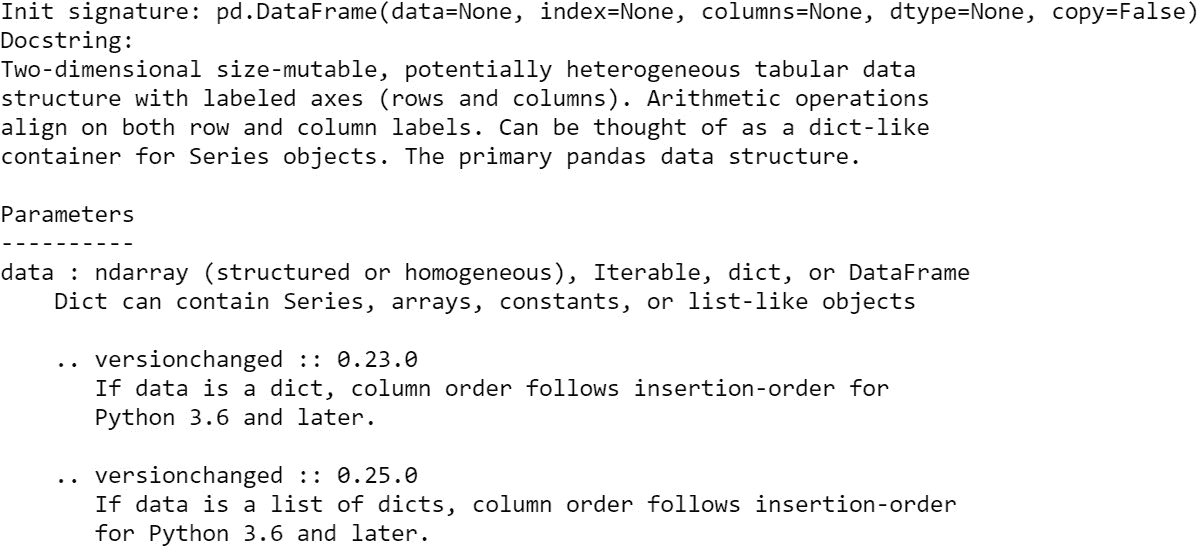 Init signature: pd.DataFrame(data=None, index=None, columns=None, dtype=None, copy=False)
Docstring:
Two-dimensional size-mutable, potentially heterogeneous tabular data
structure with labeled axes (rows and columns). Arithmetic operations
align on both row and column labels. Can be thought of as a dict-like
container for Series objects. The primary pandas data structure.

Parameters
----------
data : ndarray (structured or homogeneous), Iterable, dict, or DataFrame
    Dict can contain Series, arrays, constants, or list-like objects

    .. versionchanged :: 0.23.0
       If data is a dict, column order follows insertion-order for
       Python 3.6 and later.

    .. versionchanged :: 0.25.0
       If data is a list of dicts, column order follows insertion-order
       for Python 3.6 and later.